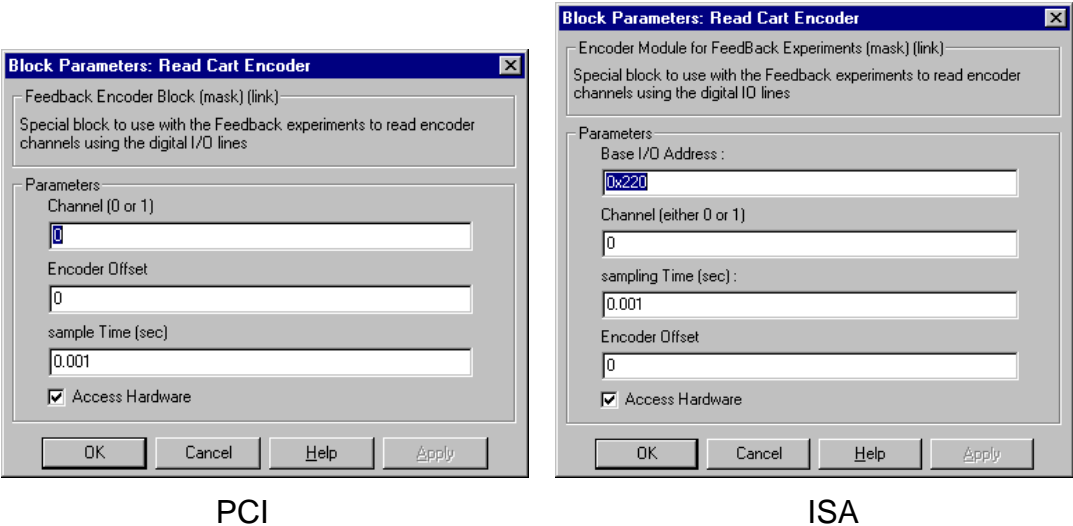 Block Parameters: Read Cart Encoder
Feedback Encoder Block (mask) (link)
Special block to use with the Feedback experiments to read encoder
channels using the digital I/O lines
Parameters
Channel (0 or 1)
0
Encoder Offset
0
sample Time (sec)
0.001
Access Hardware
OK Cancel Help Apply
PCI
Block Parameters: Read Cart Encoder
Encoder Module for FeedBack Experiments (mask) (link)
Special block to use with the Feedback experiments to read encoder
channels using the digital IO lines
Parameters
Base I/O Address :
0x220
Channel (either 0 or 1)
0
sampling Time (sec) :
0.001
Encoder Offset
0
Access Hardware
OK Cancel Help Apply
ISA